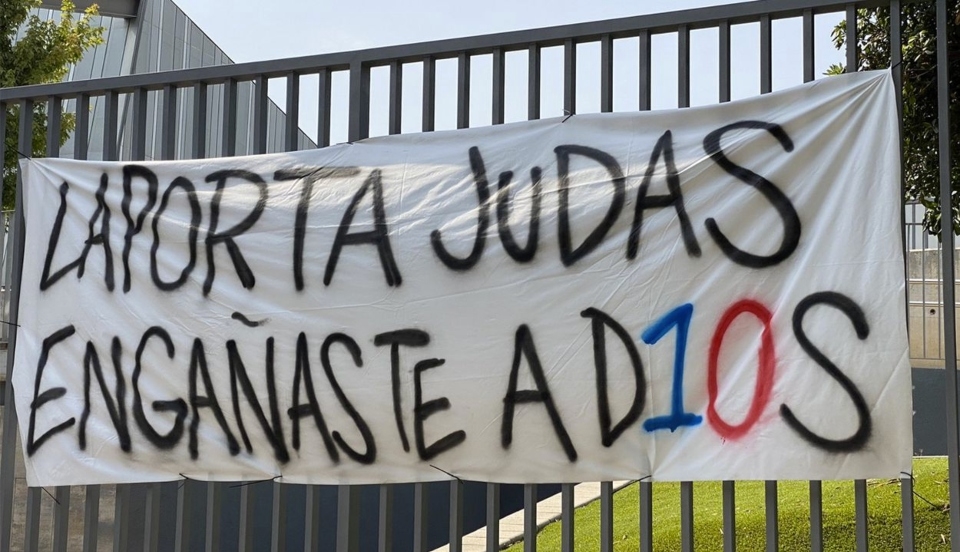 LAPORTA JuDAS
ENGAÑASTE A D10S